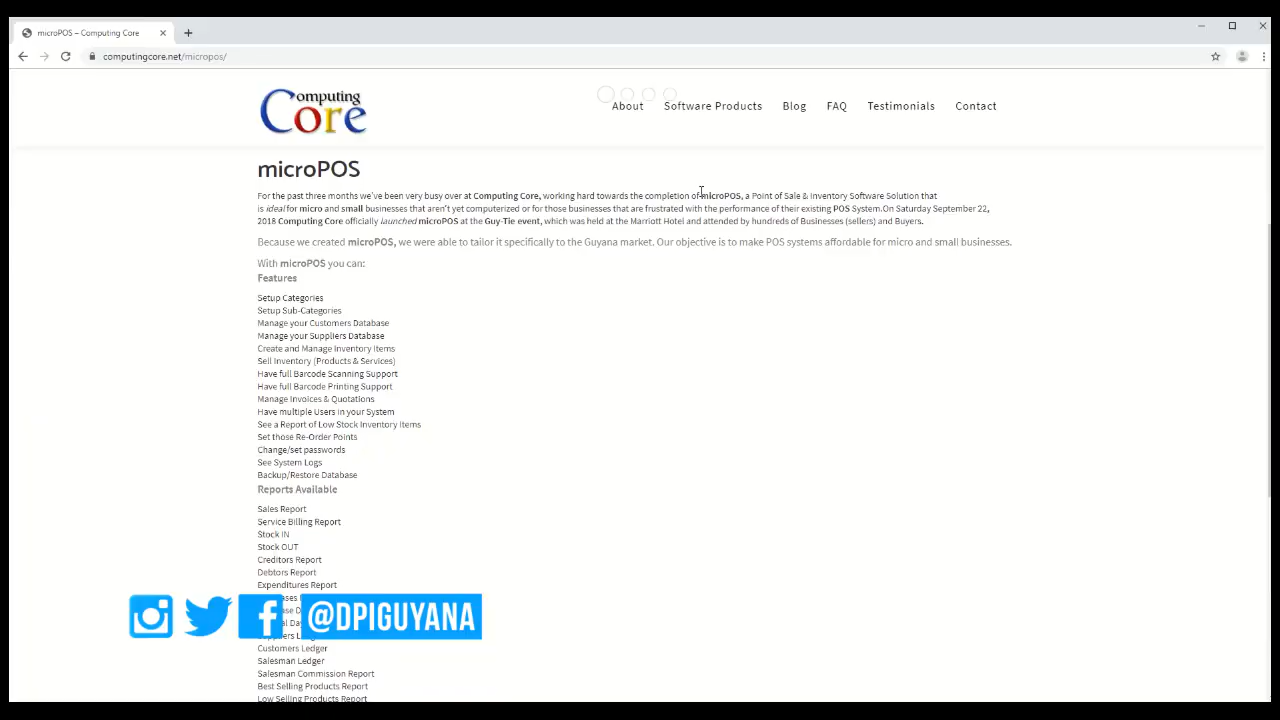 microPOS – Computing Core
computingcore.net/micropos/
Computing
Core
About Software Products Blog FAQ Testimonials Contact
microPOS
For the past three months we've been very busy over at Computing Core, working hard towards the completion of microPOS, a Point of Sale & Inventory Software Solution that
is ideal for micro and small businesses that aren't yet computerized or for those businesses that are frustrated with the performance of their existing POS System.On Saturday September 22,
2018 Computing Core officially launched microPOS at the Guy-Tie event, which was held at the Marriott Hotel and attended by hundreds of Businesses (sellers) and Buyers.
Because we created microPOS, we were able to tailor it specifically to the Guyana market. Our objective is to make POS systems affordable for micro and small businesses.
With microPOS you can:
Features
Setup Categories
Setup Sub-Categories
Manage your Customers Database
Manage your Suppliers Database
Create and Manage Inventory Items
Sell Inventory (Products & Services)
Have full Barcode Scanning Support
Have full Barcode Printing Support
Manage Invoices & Quotations
Have multiple Users in your System
See a Report of Low Stock Inventory Items
Set those Re-Order Points
Change/set passwords
See System Logs
Backup/Restore Database
Reports Available
Sales Report
Service Billing Report
Stock IN
Stock OUT
Creditors Report
Debtors Report
Expenditures Report
@DPIGUYANA
Customers Ledger
Salesman Ledger
Salesman Commission Report
Best Selling Products Report
Low Selling Products Report